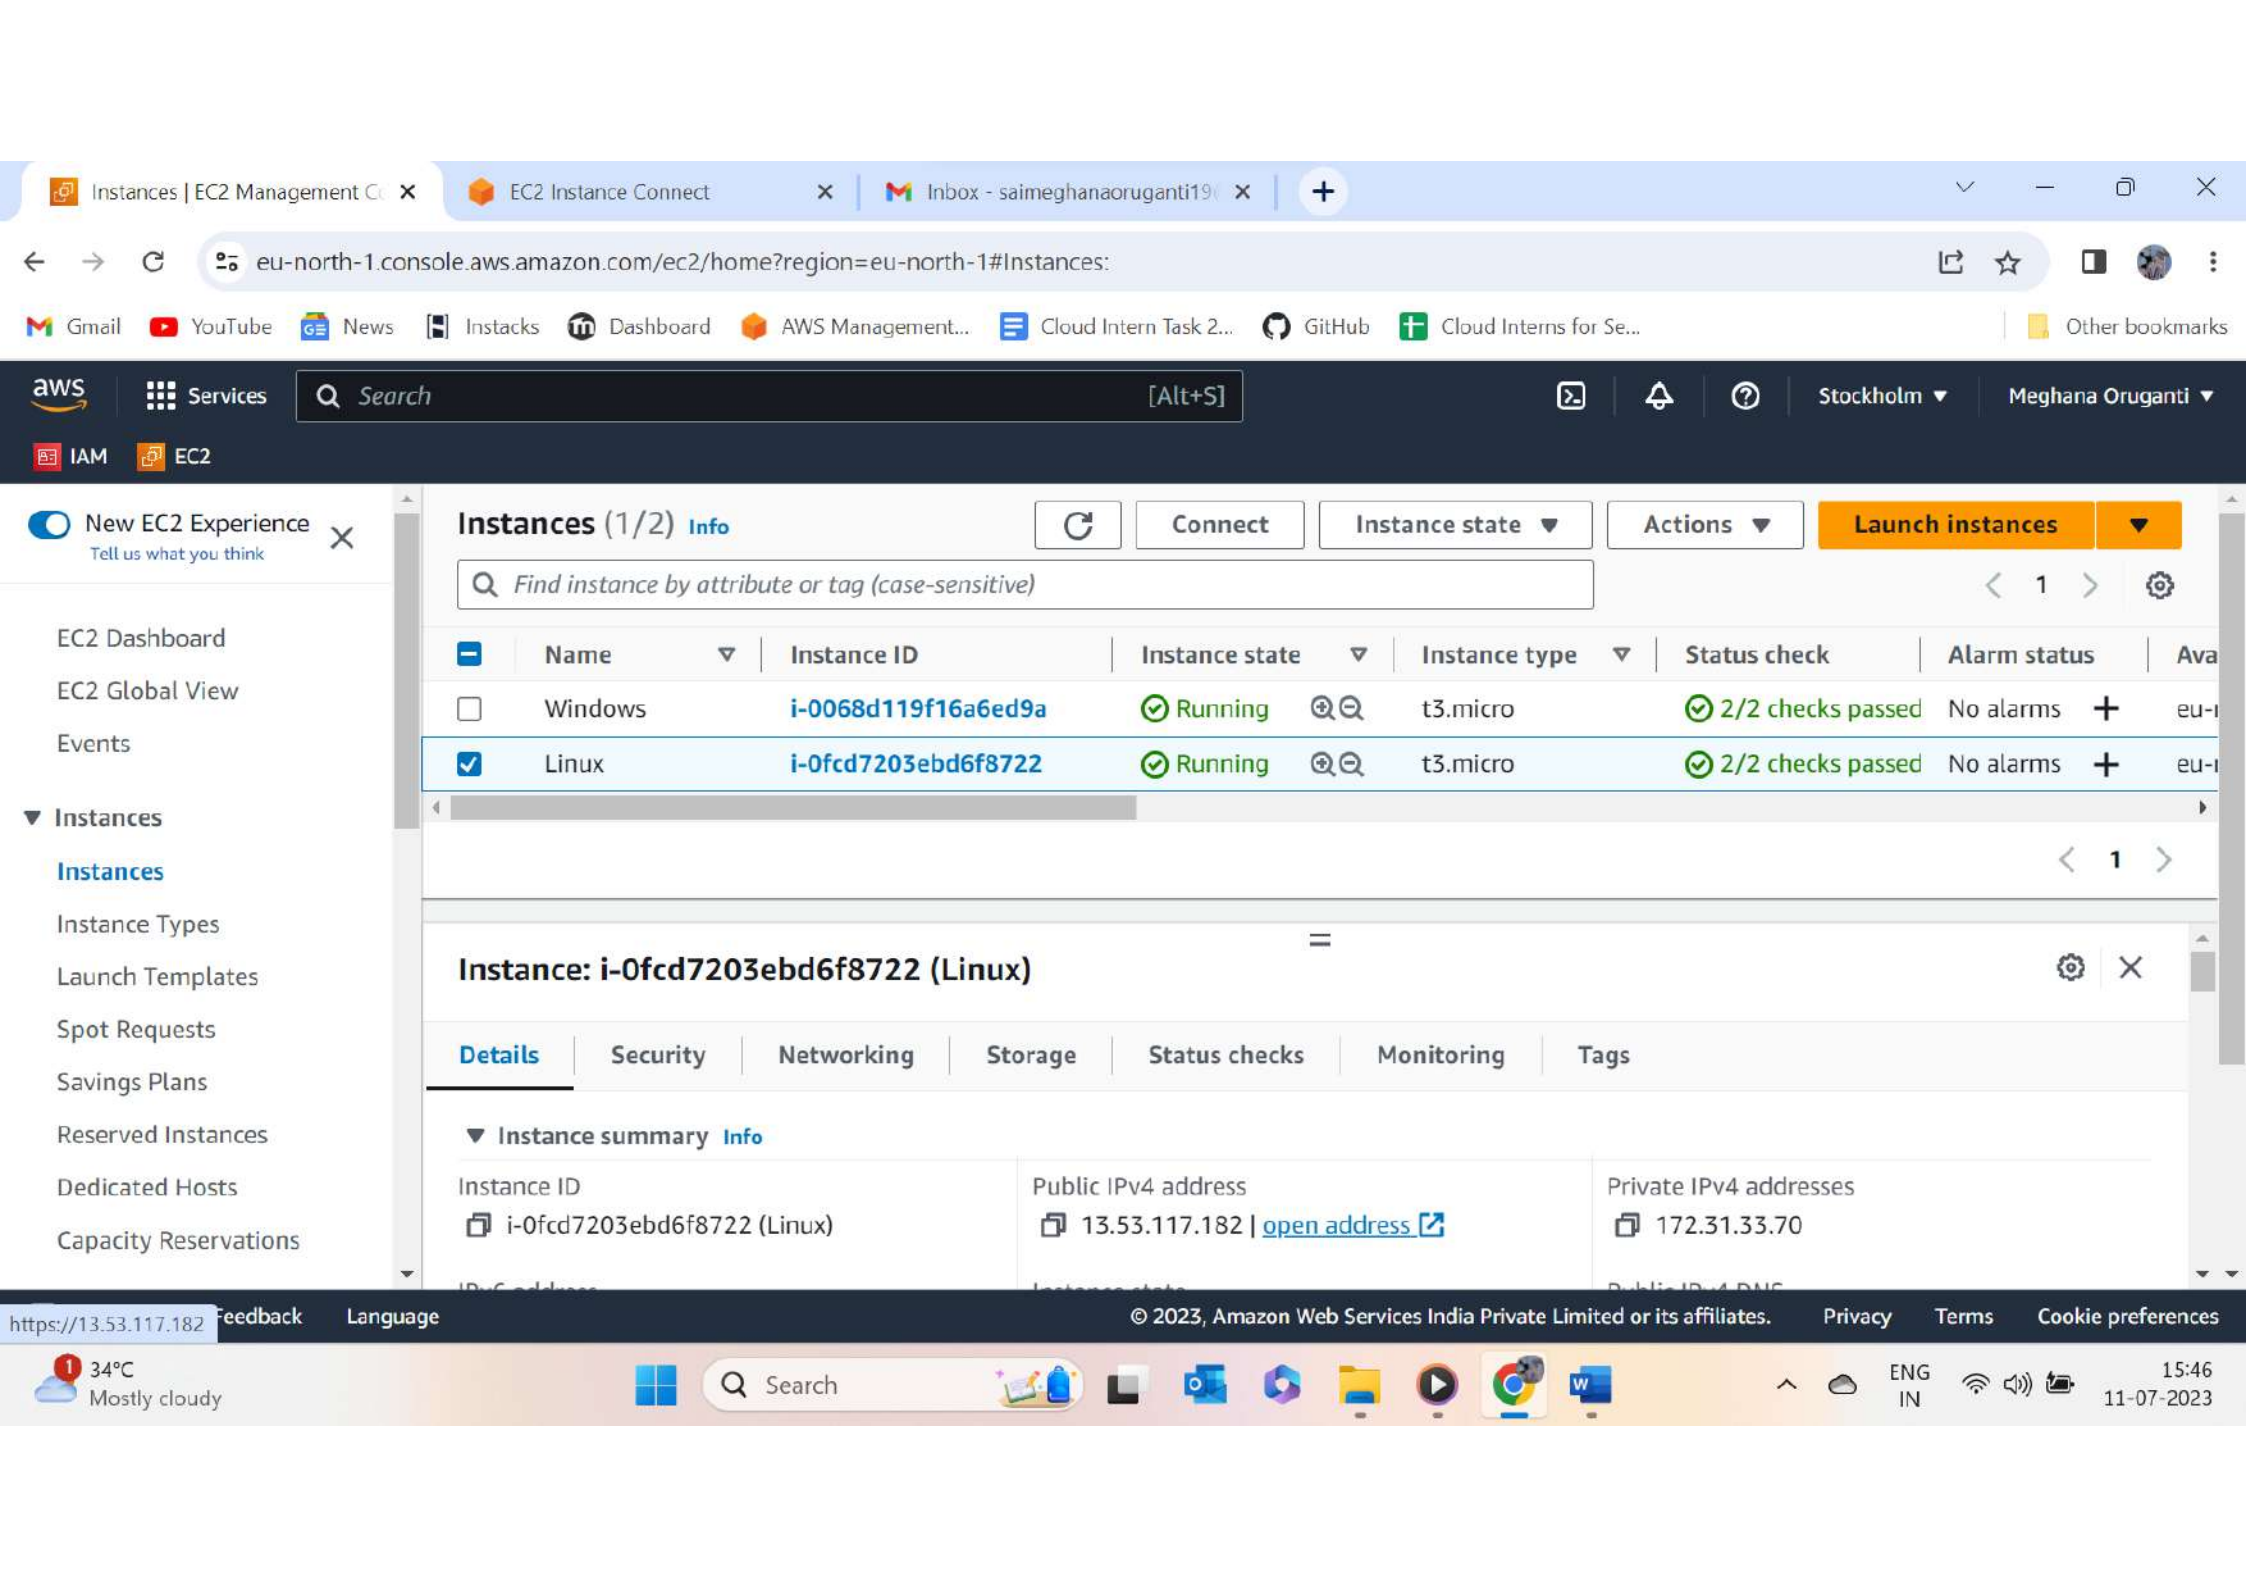 Instances | EC2 Management Co
EC2 Instance Connect
Inbox - saimeghanaoruganti19
eu-north-1.console.aws.amazon.com/ec2/home?region=eu-north-1#Instances:
Gmail YouTube News Instacks Dashboard AWS Management... Cloud Intern Task 2... GitHub Cloud Interns for Se... Other bookmarks
aws Services Search [Alt+S] Stockholm Meghana Oruganti
IAM EC2
New EC2 Experience
Tell us what you think
EC2 Dashboard
EC2 Global View
Events
Instances
Instances
Instance Types
Launch Templates
Spot Requests
Savings Plans
Reserved Instances
Dedicated Hosts
Capacity Reservations
Instances (1/2) Info Connect Instance state Actions Launch instances
Find instance by attribute or tag (case-sensitive) 1
Name Instance ID Instance state Instance type Status check Alarm status Ava
Windows i-0068d119f16a6ed9a Running t3.micro 2/2 checks passed No alarms + eu-
Linux i-0fcd7203ebd6f8722 Running t3.micro 2/2 checks passed No alarms + eu-
1
Instance: i-0fcd7203ebd6f8722 (Linux)
Details Security Networking Storage Status checks Monitoring Tags
Instance summary Info
Instance ID
i-0fcd7203ebd6f8722 (Linux)
Public IPv4 address
13.53.117.182 | open address
Private IPv4 addresses
172.31.33.70
https://13.53.117.182 Feedback Language © 2023, Amazon Web Services India Private Limited or its affiliates. Privacy Terms Cookie preferences
1 34°C
Mostly cloudy
Search
ENG
IN
15:46
11-07-2023